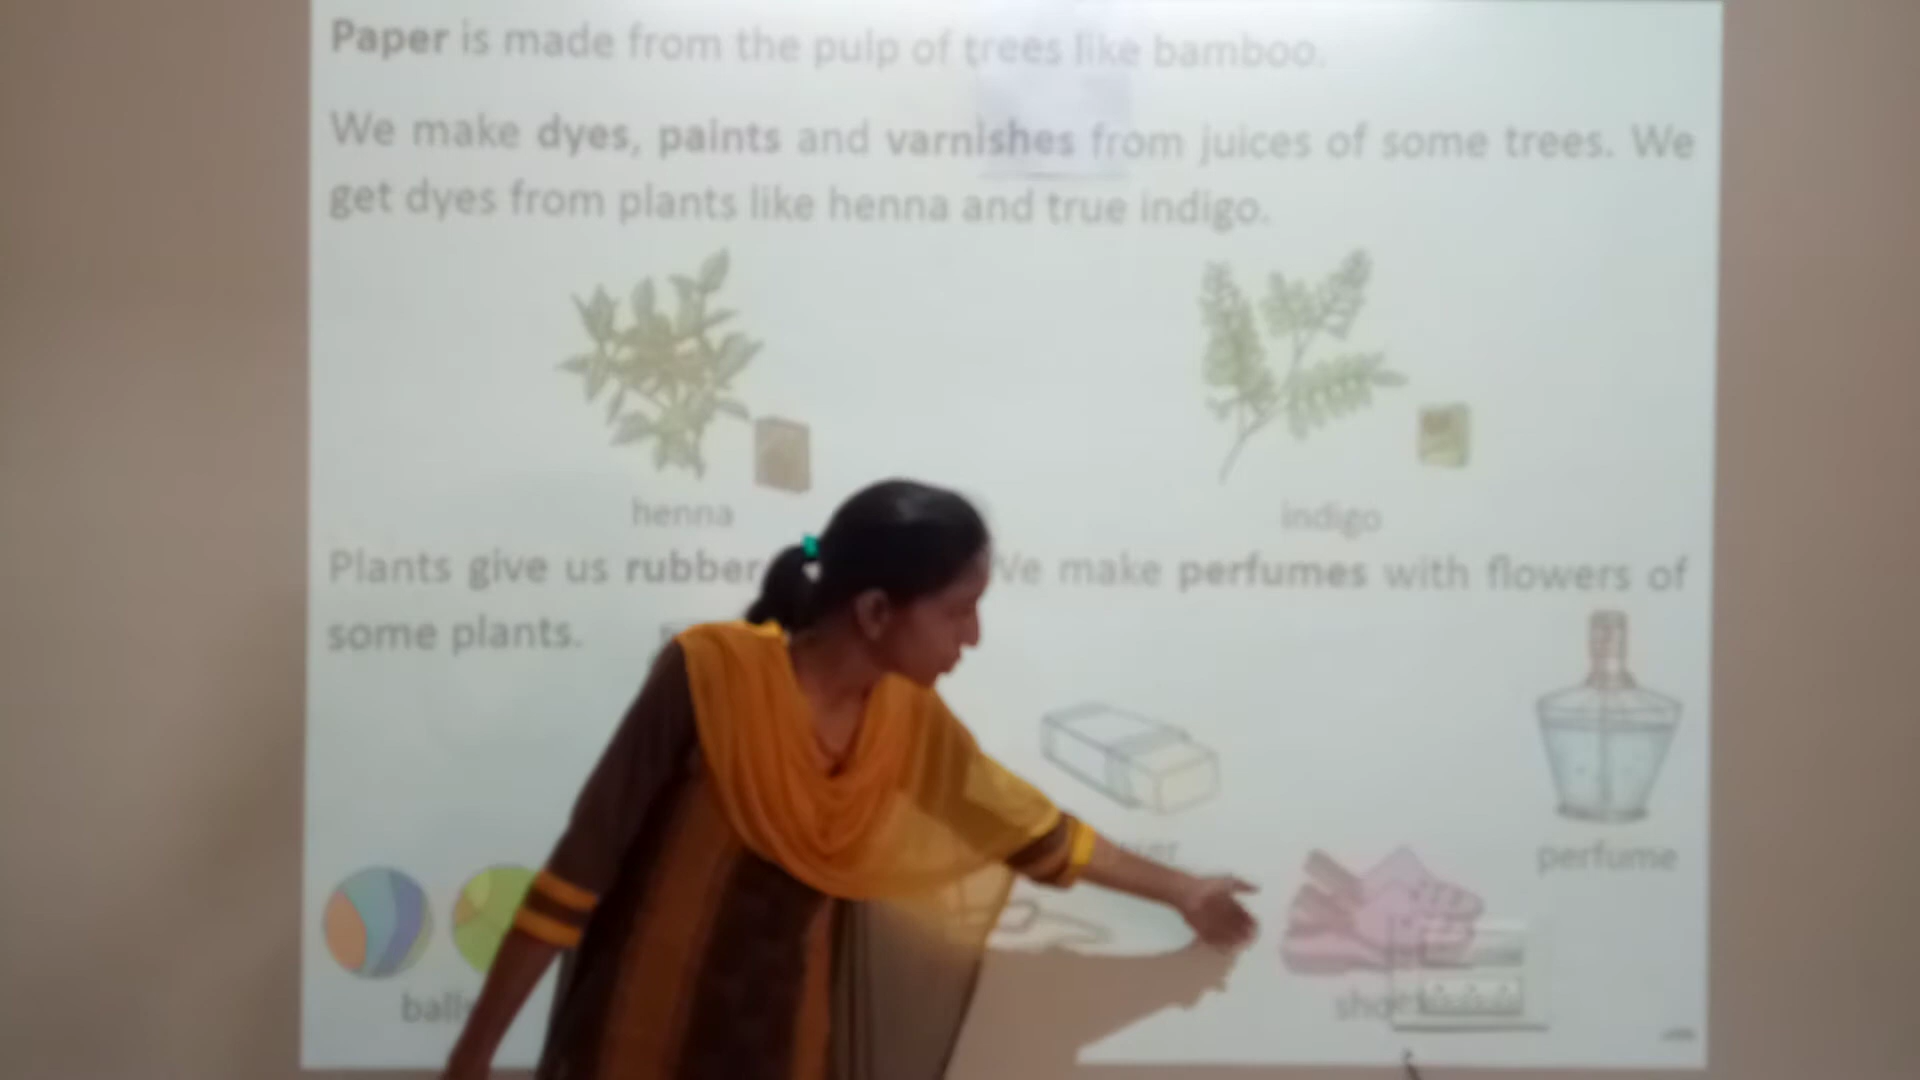 Paper is made from the pulp of trees like bamboo.
We make dyes, paints and varnishes from juices of some trees. We
get dyes from plants like henna and true indigo.
henna
indigo
Plants give us rubber We make perfumes with flowers of
some plants.
perfume
balls
shoes